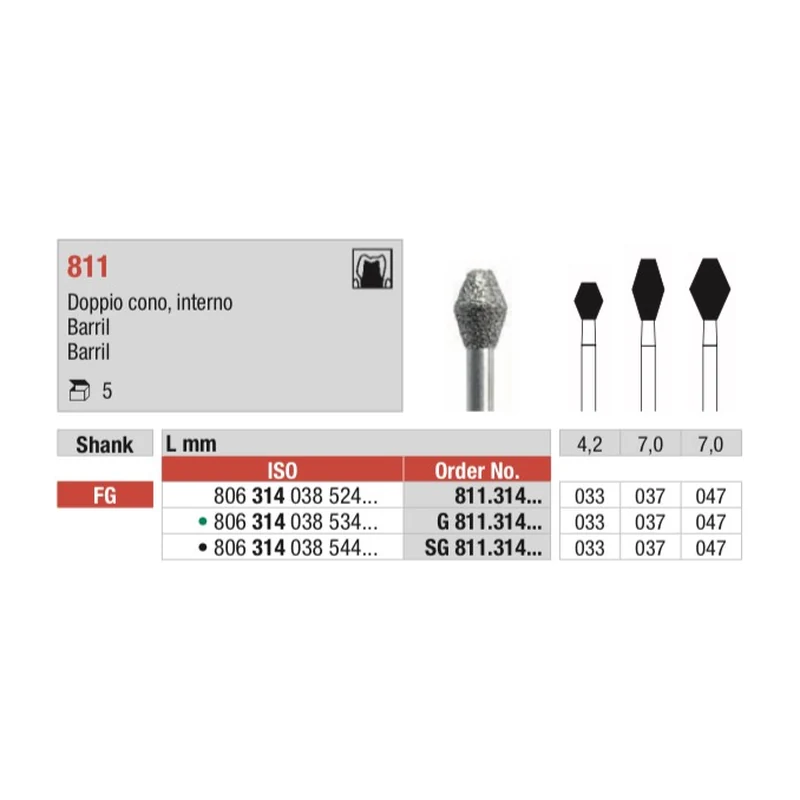 811
Doppio cono, interno
Barril
Barril
5
Shank L mm 4,2 7,0 7,0
ISO Order No.
FG 806 314 038 524... 811.314... 033 037 047
• 806 314 038 534... G 811.314... 033 037 047
• 806 314 038 544... SG 811.314... 033 037 047